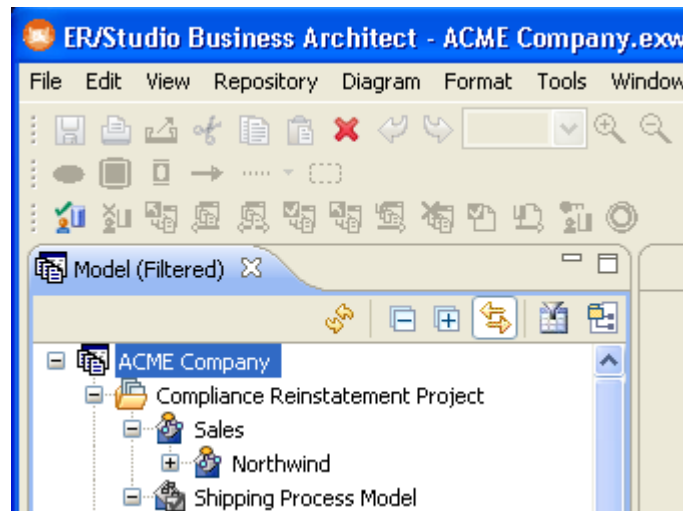 ER/Studio Business Architect - ACME Company.exw
File Edit View Repository Diagram Format Tools Window
Model (Filtered)
ACME Company
Compliance Reinstatement Project
Sales
Northwind
Shipping Process Model